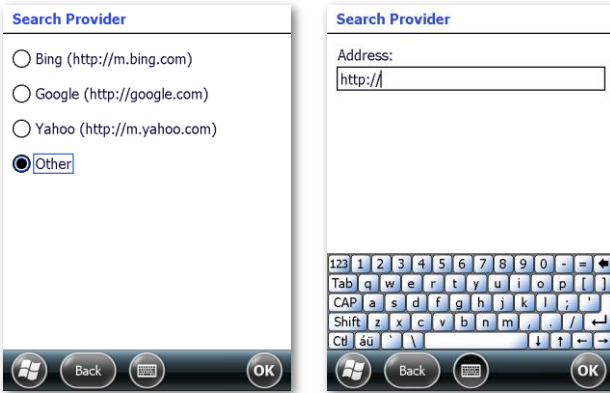 Search Provider
Bing (http://m.bing.com)
Google (http://google.com)
Yahoo (http://m.yahoo.com)
Other
Back
OK
Search Provider
Address:
http://
123 1 2 3 4 5 6 7 8 9 0 - =
Tab q w e r t y u i o p [ ]
CAP a s d f g h j k l ; '
Shift z x c v b n m , . /
Ctl áü ` \
Back
OK